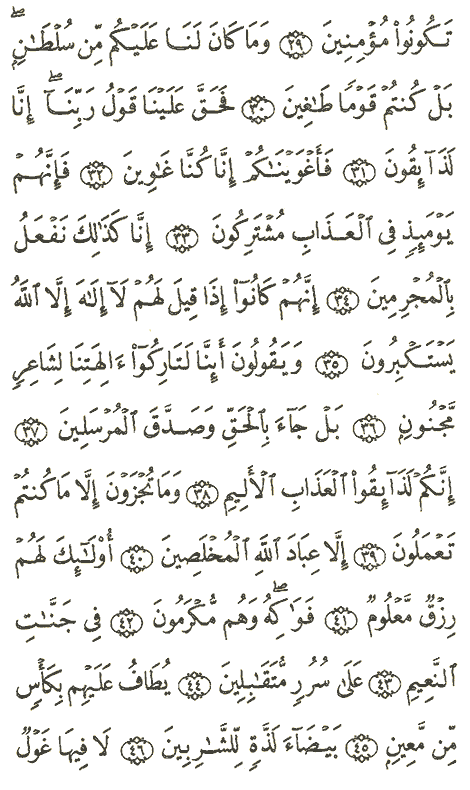 تَكُونُوا۟ مُؤْمِنِينَ ﴿٢٩﴾ وَمَا كَانَ لَنَا عَلَيْكُم مِّن سُلْطَـٰنٍۭ ۖ
بَلْ كُنتُمْ قَوْمًا طَـٰغِينَ ﴿٣٠﴾ فَحَقَّ عَلَيْنَا قَوْلُ رَبِّنَآ ۖ إِنَّا
لَذَآئِقُونَ ﴿٣١﴾ فَأَغْوَيْنَـٰكُمْ إِنَّا كُنَّا غَـٰوِينَ ﴿٣٢﴾ فَإِنَّهُمْ
يَوْمَئِذٍ فِى ٱلْعَذَابِ مُشْتَرِكُونَ ﴿٣٣﴾ إِنَّا كَذَٰلِكَ نَفْعَلُ
بِٱلْمُجْرِمِينَ ﴿٣٤﴾ إِنَّهُمْ كَانُوٓا۟ إِذَا قِيلَ لَهُمْ لَآ إِلَـٰهَ إِلَّا ٱللَّهُ
يَسْتَكْبِرُونَ ﴿٣٥﴾ وَيَقُولُونَ أَئِنَّا لَتَارِكُوٓا۟ ءَالِهَتِنَا لِشَاعِرٍ
مَّجْنُونٍۭ ﴿٣٦﴾ بَلْ جَآءَ بِٱلْحَقِّ وَصَدَّقَ ٱلْمُرْسَلِينَ ﴿٣٧﴾
إِنَّكُمْ لَذَآئِقُوا۟ ٱلْعَذَابِ ٱلْأَلِيمِ ﴿٣٨﴾ وَمَا تُجْزَوْنَ إِلَّا مَا كُنتُمْ
تَعْمَلُونَ ﴿٣٩﴾ إِلَّا عِبَادَ ٱللَّهِ ٱلْمُخْلَصِينَ ﴿٤٠﴾ أُو۟لَـٰٓئِكَ لَهُمْ
رِزْقٌ مَّعْلُومٌ ﴿٤١﴾ فَوَٰكِهُ ۖ وَهُم مُّكْرَمُونَ ﴿٤٢﴾ فِى جَنَّـٰتِ
ٱلنَّعِيمِ ﴿٤٣﴾ عَلَىٰ سُرُرٍ مُّتَقَـٰبِلِينَ ﴿٤٤﴾ يُطَافُ عَلَيْهِم بِكَأْسٍ
مِّن مَّعِينٍۭ ﴿٤٥﴾ بَيْضَآءَ لَذَّةٍ لِّلشَّـٰرِبِينَ ﴿٤٦﴾ لَا فِيهَا غَوْلٌ